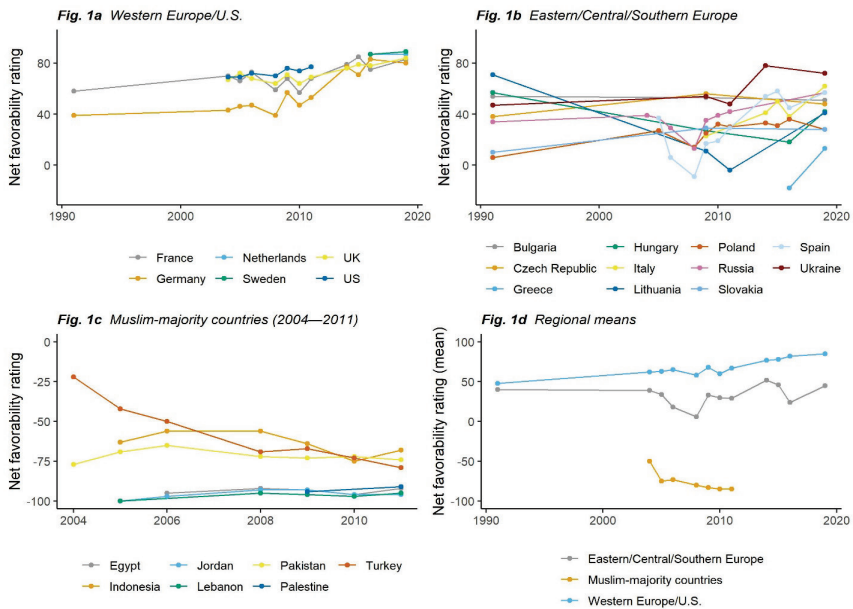 Fig. 1a Western Europe/U.S.
Net favorability rating
80
40
0
1990
2000
2010
2020
France
Netherlands
UK
Germany
Sweden
US
Fig. 1b Eastern/Central/Southern Europe
Net favorability rating
80
40
0
1990
2000
2010
2020
Bulgaria
Hungary
Poland
Spain
Czech Republic
Italy
Russia
Ukraine
Greece
Lithuania
Slovakia
Fig. 1c Muslim-majority countries (2004—2011)
Net favorability rating
0
-25
-50
-75
-100
2004
2006
2008
2010
Egypt
Jordan
Pakistan
Turkey
Indonesia
Lebanon
Palestine
Fig. 1d Regional means
Net favorability rating (mean)
100
50
0
-50
-100
1990
2000
2010
2020
Eastern/Central/Southern Europe
Muslim-majority countries
Western Europe/U.S.